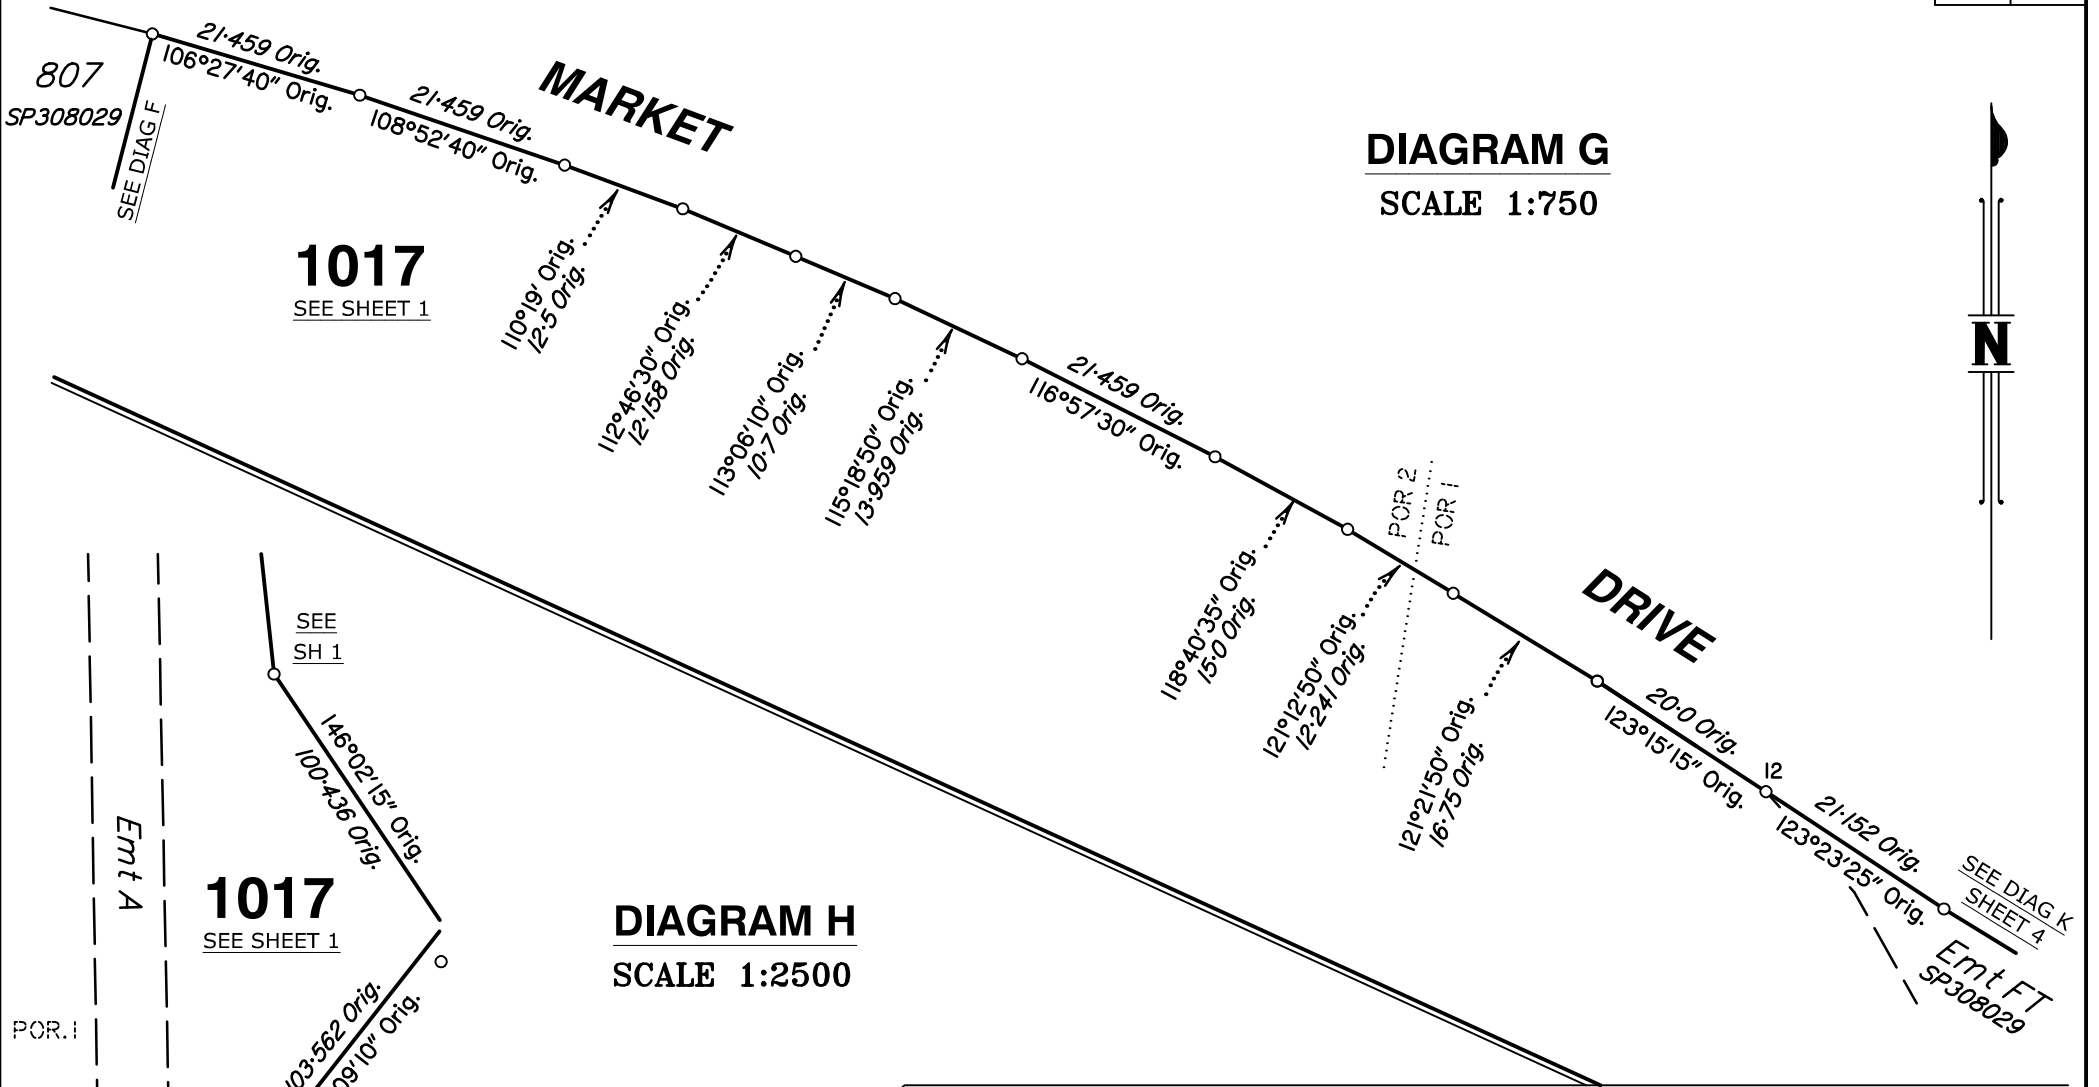 807
SP308029
SEE DIAG F
21·459 Orig.
106°27'40" Orig.
21·459 Orig.
108°52'40" Orig.
MARKET
DIAGRAM G
SCALE 1:750
N
1017
SEE SHEET 1
110°19' Orig.
12·5 Orig.
112°46'30" Orig.
12·158 Orig.
113°06'10" Orig.
10·7 Orig.
115°18'50" Orig.
13·959 Orig.
21·459 Orig.
116°57'30" Orig.
118°40'35" Orig.
15·0 Orig.
121°12'50" Orig.
12·241 Orig.
POR 2
POR 1
121°21'50" Orig.
16·75 Orig.
DRIVE
20·0 Orig.
123°15'15" Orig.
12
21·152 Orig.
123°23'25" Orig.
SEE DIAG K
SHEET 4
Emt FT
SP308029
SEE
SH 1
146°02'15" Orig.
100·436 Orig.
Emt A
1017
SEE SHEET 1
DIAGRAM H
SCALE 1:2500
POR.1
103·562 Orig.
09'10" Orig.